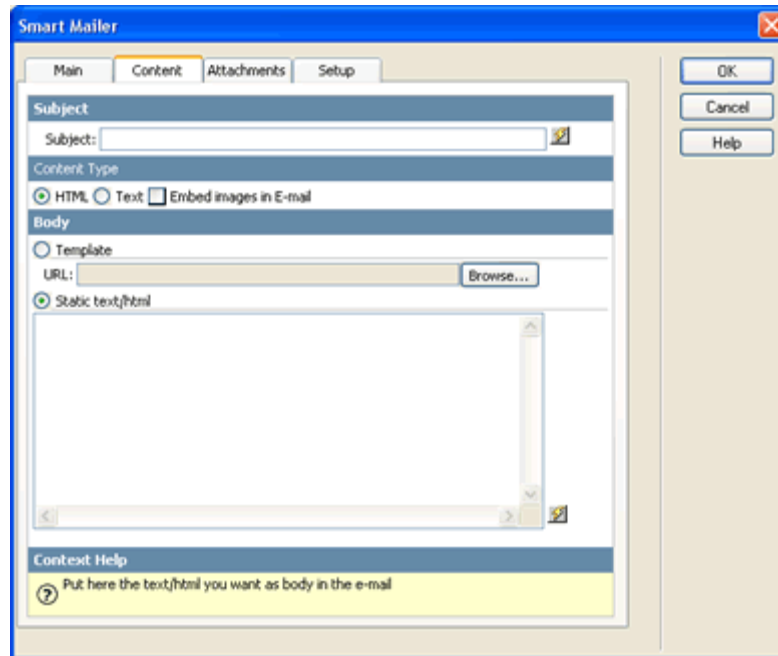 Smart Mailer
Main Content Attachments Setup
OK
Cancel
Help
Subject
Subject:
Content Type
HTML Text Embed images in E-mail
Body
Template
URL: Browse...
Static text/html
Context Help
Put here the text/html you want as body in the e-mail